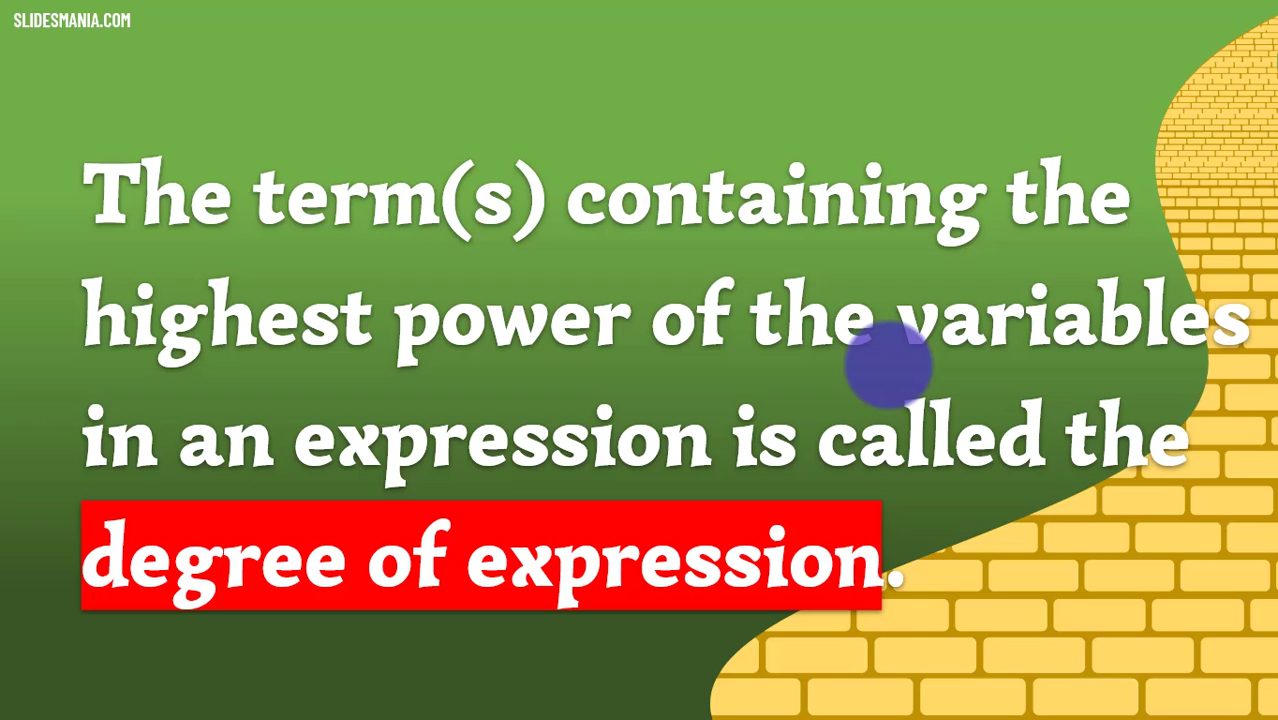 SLIDESMANIA.COM
The term(s) containing the
highest power of the variables
in an expression is called the
degree of expression.